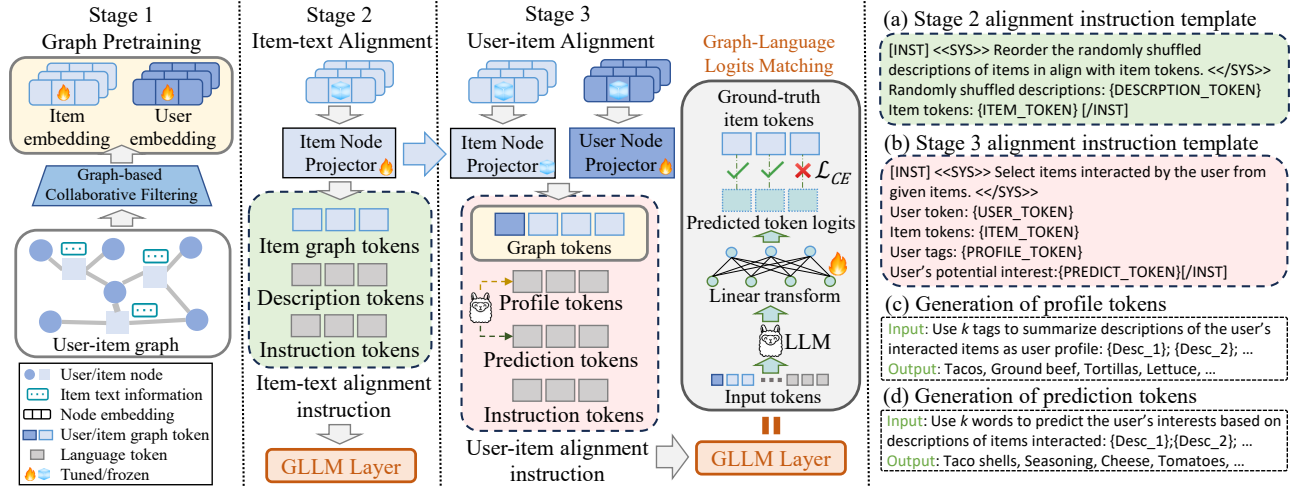 Stage 1
Graph Pretraining
Item
embedding
User
embedding
Graph-based
Collaborative Filtering
User-item graph
User/item node
Item text information
Node embedding
User/item graph token
Language token
Tuned/frozen
Stage 2
Item-text Alignment
Item Node
Projector
Item graph tokens
Description tokens
Instruction tokens
Item-text alignment
instruction
GLLM Layer
Stage 3
User-item Alignment
Item Node
Projector
User Node
Projector
Graph tokens
Profile tokens
Prediction tokens
Instruction tokens
User-item alignment
instruction
Graph-Language
Logits Matching
Ground-truth
item tokens
ℒCE
Predicted token logits
Linear transform
LLM
Input tokens
GLLM Layer
(a) Stage 2 alignment instruction template
[INST] <<SYS>> Reorder the randomly shuffled
descriptions of items in align with item tokens. <</SYS>>
Randomly shuffled descriptions: {DESCRPTION_TOKEN}
Item tokens: {ITEM_TOKEN} [/INST]
(b) Stage 3 alignment instruction template
[INST] <<SYS>> Select items interacted by the user from
given items. <</SYS>>
User token: {USER_TOKEN}
Item tokens: {ITEM_TOKEN}
User tags: {PROFILE_TOKEN}
User's potential interest:{PREDICT_TOKEN}[/INST]
(c) Generation of profile tokens
Input: Use k tags to summarize descriptions of the user's
interacted items as user profile: {Desc_1}; {Desc_2}; ...
Output: Tacos, Ground beef, Tortillas, Lettuce, ...
(d) Generation of prediction tokens
Input: Use k words to predict the user's interests based on
descriptions of items interacted: {Desc_1};{Desc_2}; ...
Output: Taco shells, Seasoning, Cheese, Tomatoes, ...